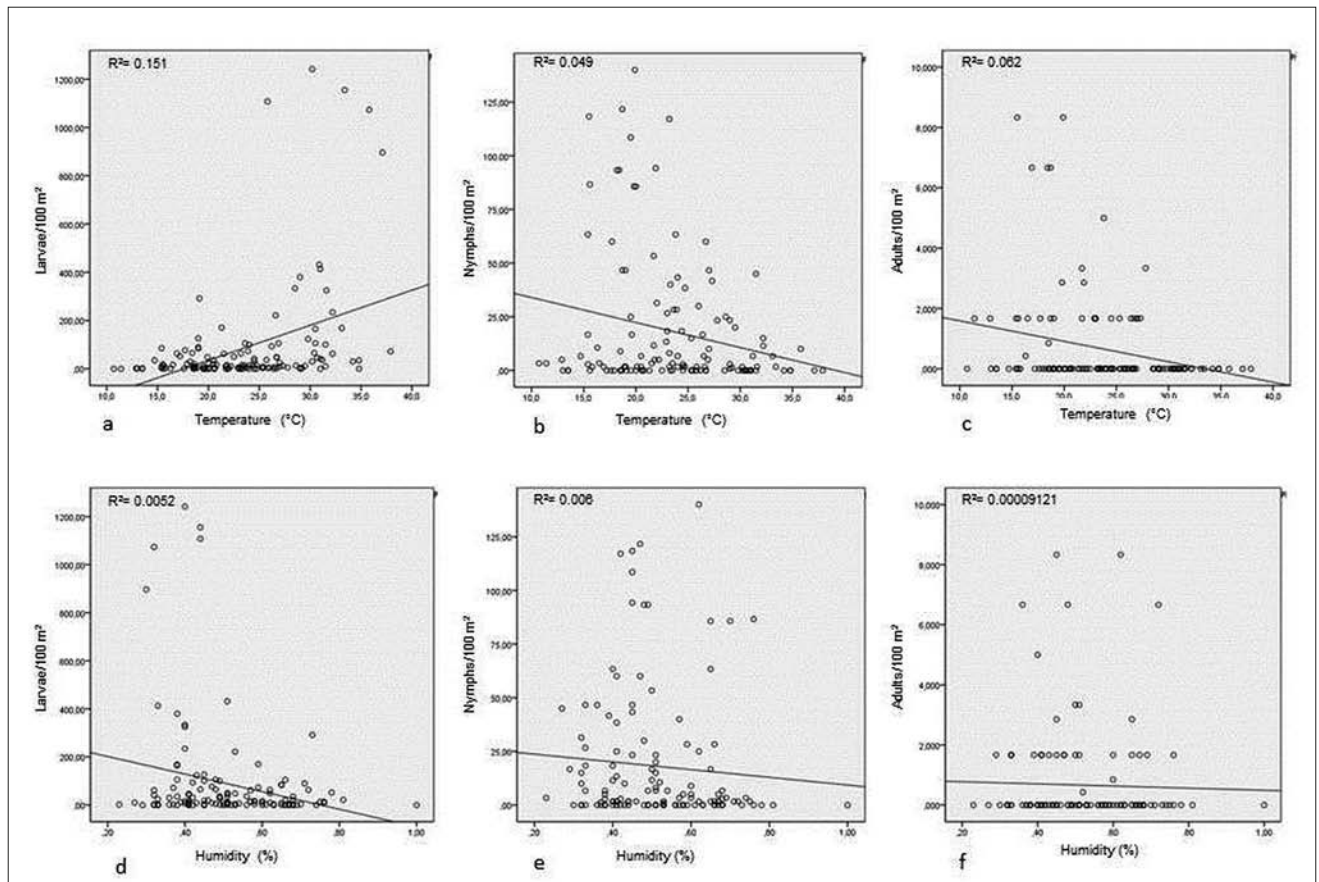 R²= 0.151
1200,00
1000,00
800,00
600,00
400,00
200,00
,00
Larvae/100 m²
10,0 15,0 20,0 25,0 30,0 35,0 40,0
a
Temperature (°C)
R²= 0.049
125,00
100,00
75,00
50,00
25,00
,00
Nymphs/100 m²
10,0 15,0 20,0 25,0 30,0 35,0 40,0
b
Temperature (°C)
R²= 0.062
10,000
8,000
6,000
4,000
2,000
,000
Adults/100 m²
10,0 15,0 20,0 25,0 30,0 35,0 40,0
c
Temperature (°C)
R²= 0.0052
1200,00
1000,00
800,00
600,00
400,00
200,00
,00
Larvae/100 m²
,20 ,40 ,60 ,80 1,00
d
Humidity (%)
R²= 0.006
125,00
100,00
75,00
50,00
25,00
,00
Nymphs/100 m²
,20 ,40 ,60 ,80 1,00
e
Humidity (%)
R²= 0.00009121
10,000
8,000
6,000
4,000
2,000
,000
Adults/100 m²
,20 ,40 ,60 ,80 1,00
f
Humidity (%)